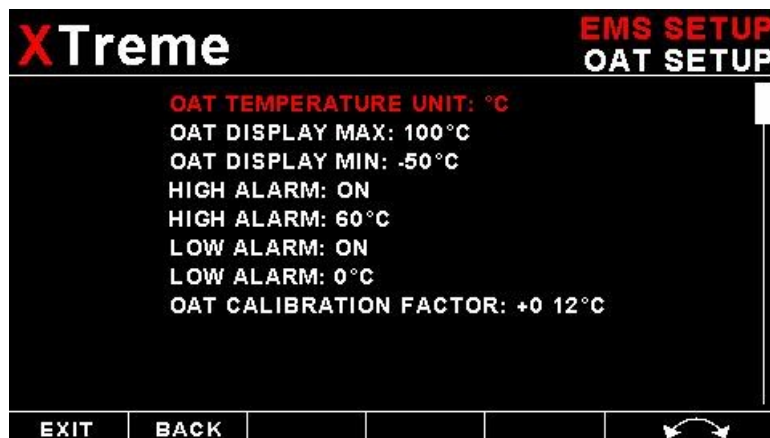 XTreme
EMS SETUP
OAT SETUP
OAT TEMPERATURE UNIT: °C
OAT DISPLAY MAX: 100°C
OAT DISPLAY MIN: -50°C
HIGH ALARM: ON
HIGH ALARM: 60°C
LOW ALARM: ON
LOW ALARM: 0°C
OAT CALIBRATION FACTOR: +0 12°C
EXIT BACK